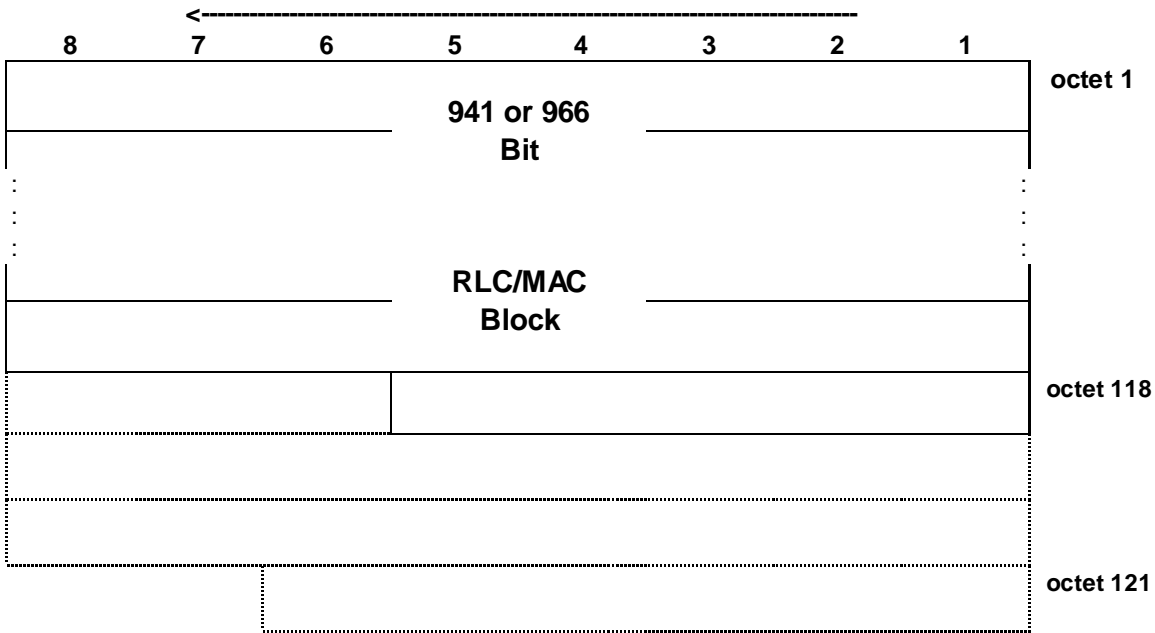 <--------------------------------------------------------------------------------
8 7 6 5 4 3 2 1
octet 1
941 or 966
Bit
: :
: :
: :
RLC/MAC
Block
octet 118
octet 121